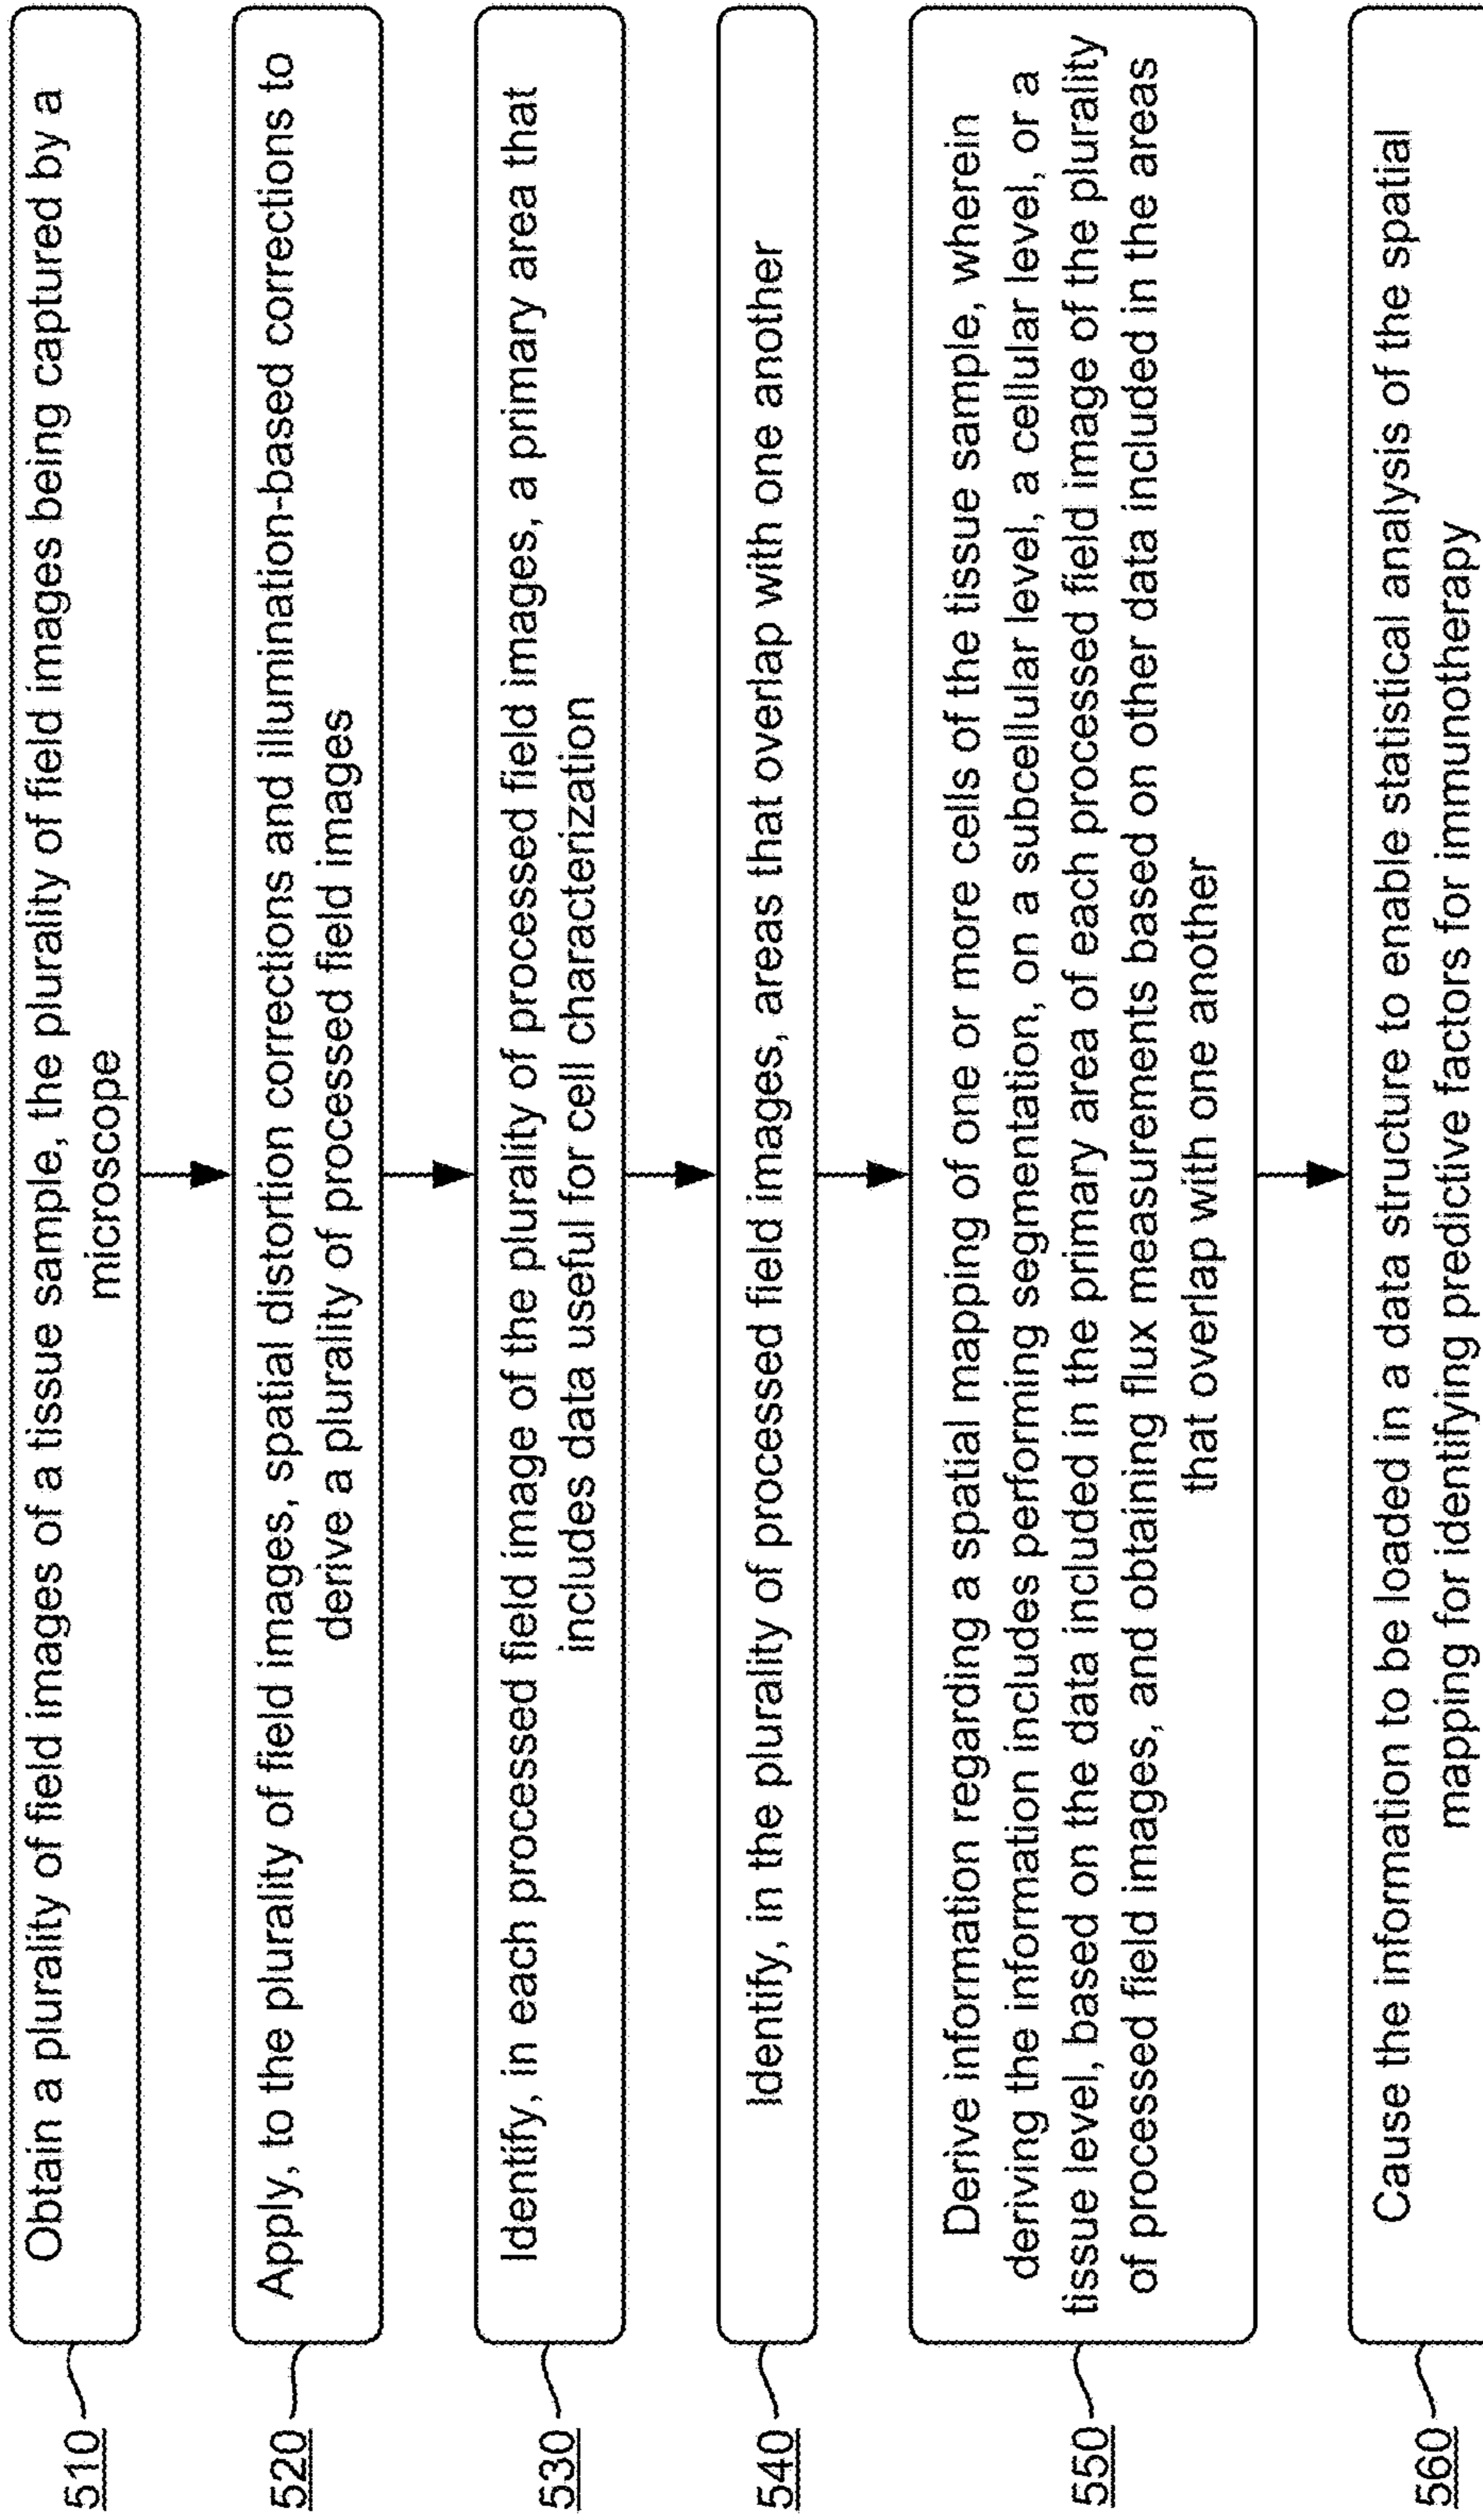 510
Obtain a plurality of field images of a tissue sample, the plurality of field images being captured by a
microscope
520
Apply, to the plurality of field images, spatial distortion corrections and illumination-based corrections to
derive a plurality of processed field images
530
Identify, in each processed field image of the plurality of processed field images, a primary area that
includes data useful for cell characterization
540
Identify, in the plurality of processed field images, areas that overlap with one another
550
Derive information regarding a spatial mapping of one or more cells of the tissue sample, wherein
deriving the information includes performing segmentation, on a subcellular level, a cellular level, or a
tissue level, based on the data included in the primary area of each processed field image of the plurality
of processed field images, and obtaining flux measurements based on other data included in the areas
that overlap with one another
560
Cause the information to be loaded in a data structure to enable statistical analysis of the spatial
mapping for identifying predictive factors for immunotherapy